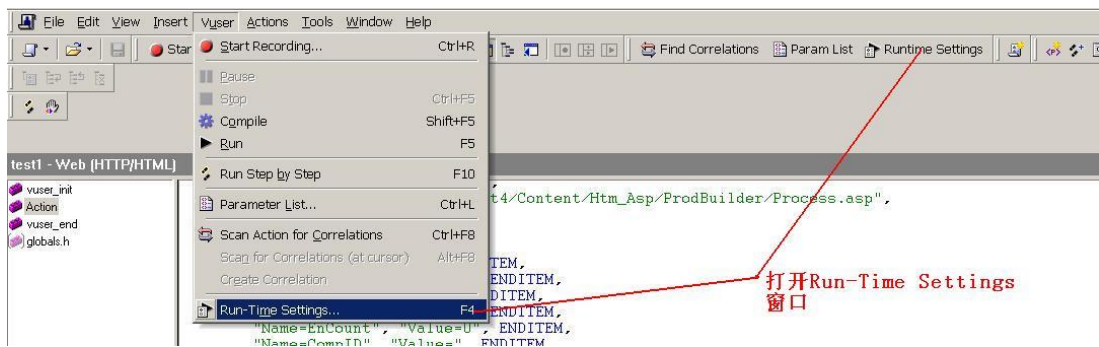 File Edit View Insert Vuser Actions Tools Window Help
Star
Find Correlations Param List Runtime Settings
Start Recording... Ctrl+R
Pause
Stop Ctrl+F5
Compile Shift+F5
Run F5
Run Step by Step F10
Parameter List... Ctrl+L
Scan Action for Correlations Ctrl+F8
Scan for Correlations (at cursor) Alt+F8
Create Correlation
Run-Time Settings... F4
test1 - Web (HTTP/HTML)
vuser_init
Action
vuser_end
globals.h
t4/Content/Htm_Asp/ProdBuilder/Process.asp",
TEM,
ENDITEM,
DITEM,
ENDITEM,
"Name=EnCount", "Value=0", ENDITEM,
"Name=CompID", "Value=", ENDITEM,
打开Run-Time Settings
窗口